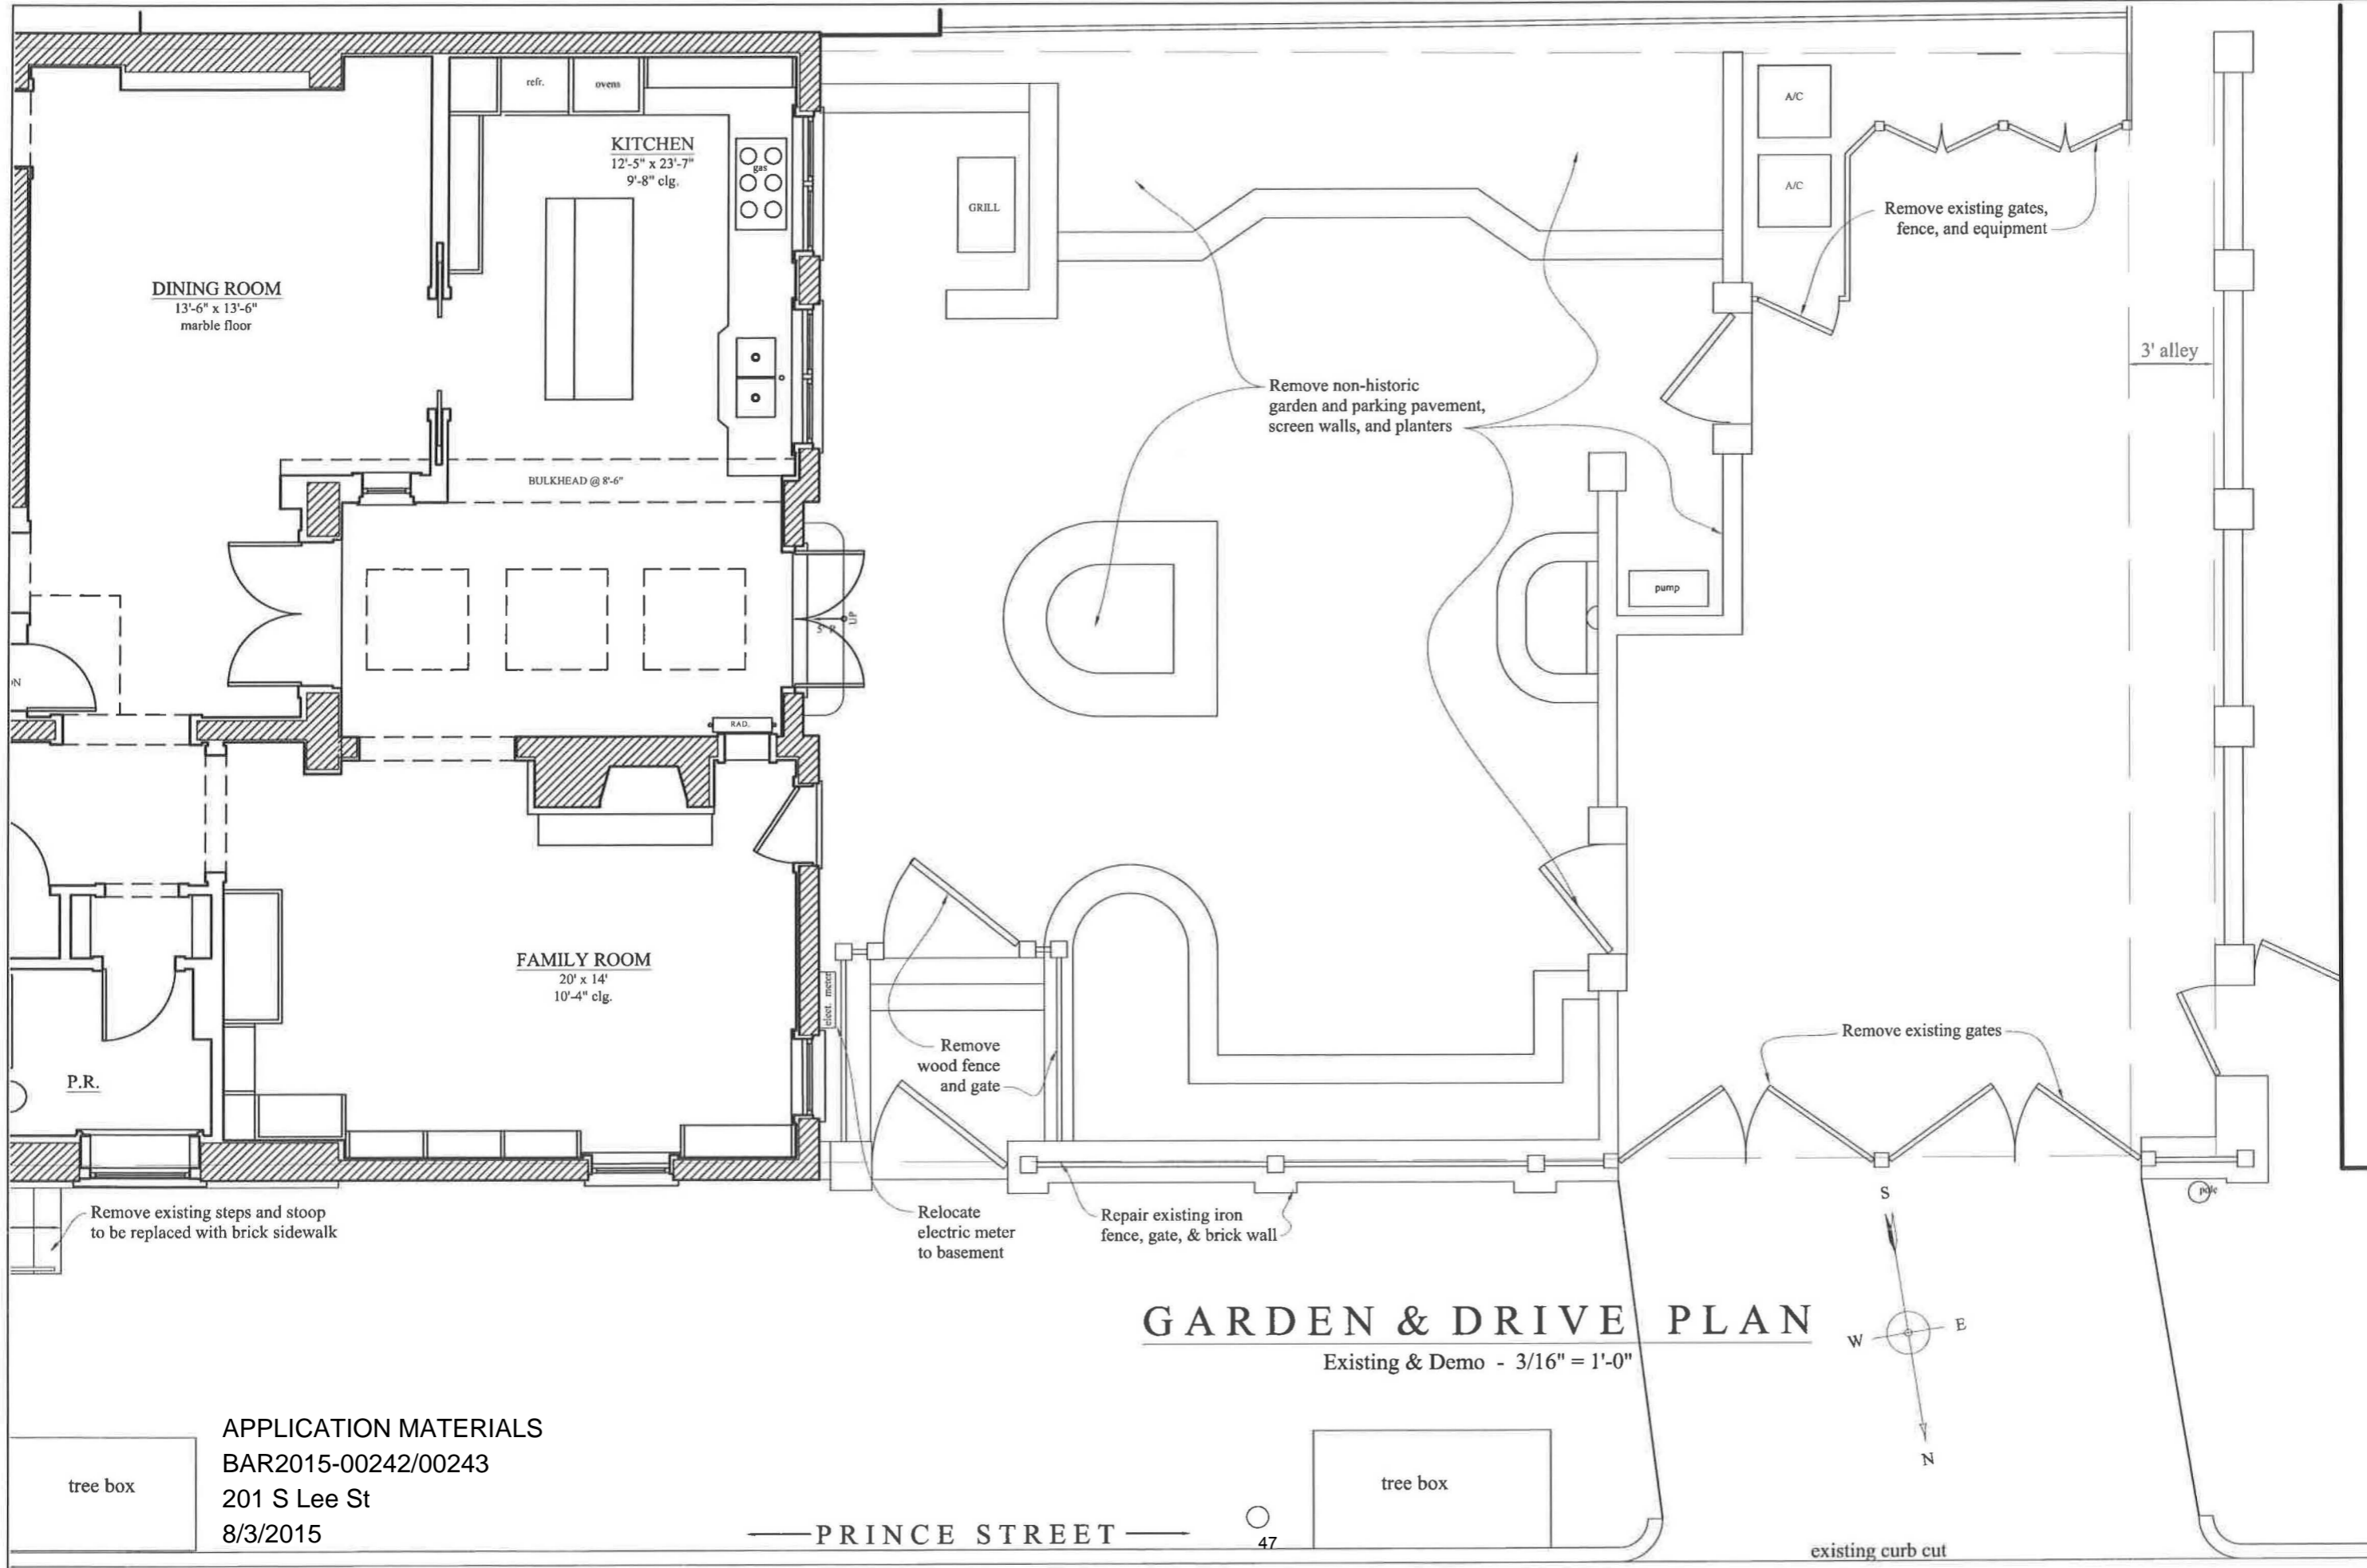 refr.
ovens
KITCHEN
12'-5" x 23'-7"
9'-8" clg.
gas
DINING ROOM
13'-6" x 13'-6"
marble floor
GRILL
A/C
A/C
Remove existing gates,
fence, and equipment
3' alley
Remove non-historic
garden and parking pavement,
screen walls, and planters
BULKHEAD @ 8'-6"
UP
pump
RAD.
FAMILY ROOM
20' x 14'
10'-4" clg.
elect. meter
P.R.
Remove
wood fence
and gate
Remove existing gates
Remove existing steps and stoop
to be replaced with brick sidewalk
Relocate
electric meter
to basement
Repair existing iron
fence, gate, & brick wall
pole
S
W
E
N
GARDEN & DRIVE PLAN
Existing & Demo - 3/16" = 1'-0"
APPLICATION MATERIALS
BAR2015-00242/00243
201 S Lee St
8/3/2015
tree box
tree box
PRINCE STREET
47
existing curb cut